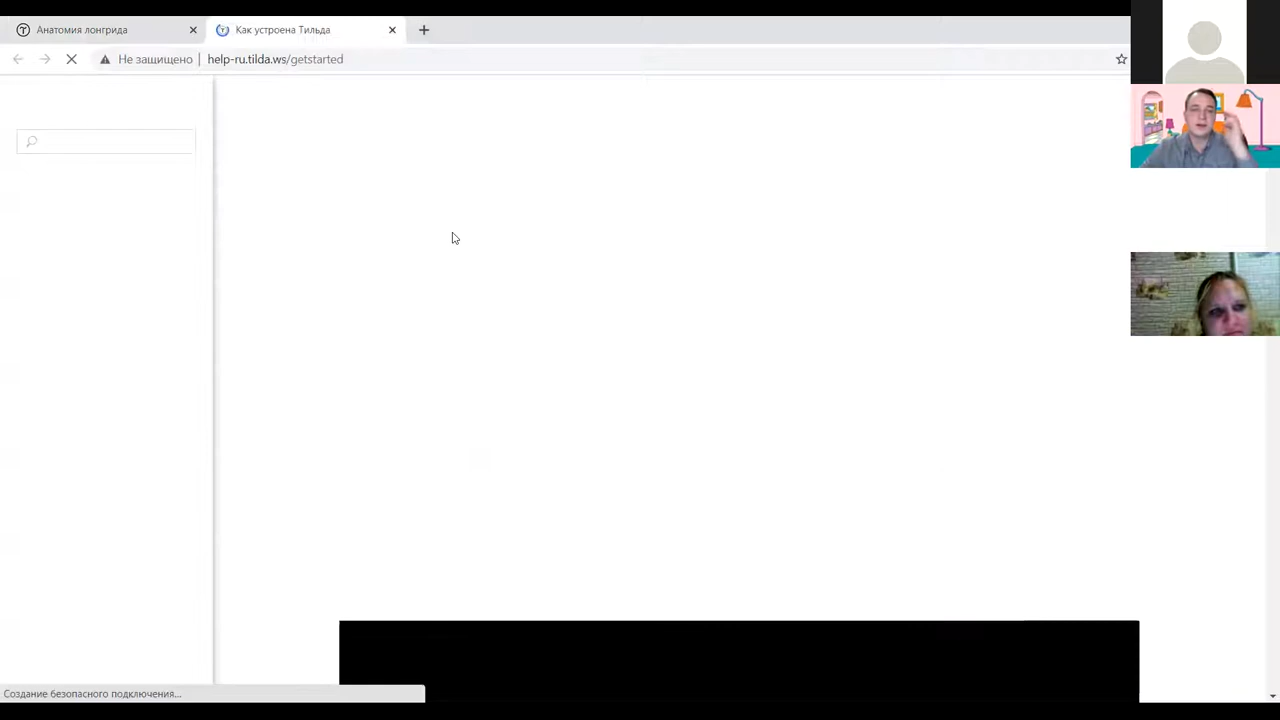 Анатомия лонгрида
Как устроена Тильда
Не защищено
help-ru.tilda.ws/getstarted
Создание безопасного подключения...